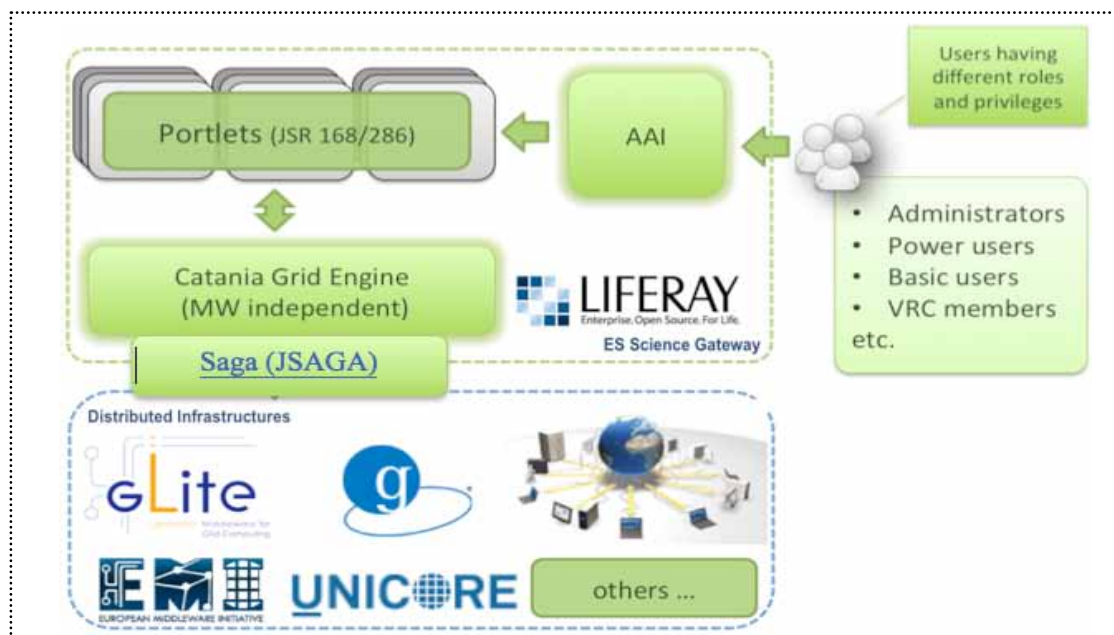 Users having
different roles
and privileges
Portlets (JSR 168/286)
AAI
Administrators
Power users
Basic users
VRC members
etc.
Catania Grid Engine
(MW independent)
LIFERAY
Enterprise. Open Source. For Life.
ES Science Gateway
Saga (JSAGA)
Distributed Infrastructures
gLite
Middleware for
Grid Computing
g
EMI
EUROPEAN MIDDLEWARE INITIATIVE
UNICORE
others ...